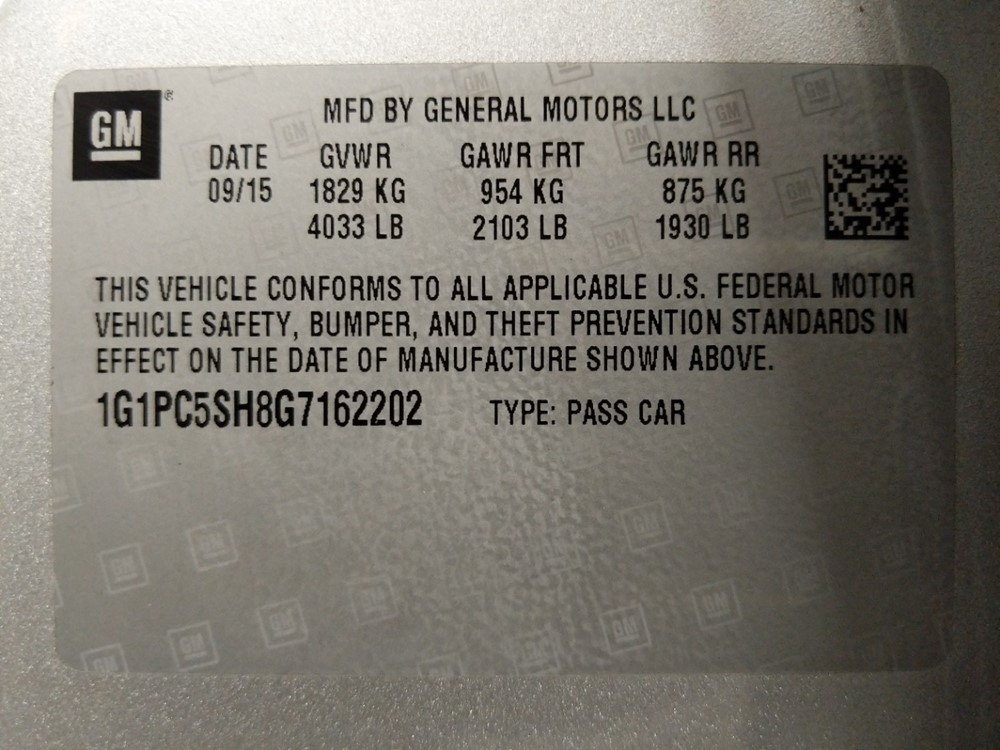 GM ®
MFD BY GENERAL MOTORS LLC
DATE GVWR GAWR FRT GAWR RR
09/15 1829 KG 954 KG 875 KG
4033 LB 2103 LB 1930 LB
THIS VEHICLE CONFORMS TO ALL APPLICABLE U.S. FEDERAL MOTOR
VEHICLE SAFETY, BUMPER, AND THEFT PREVENTION STANDARDS IN
EFFECT ON THE DATE OF MANUFACTURE SHOWN ABOVE.
1G1PC5SH8G7162202 TYPE: PASS CAR